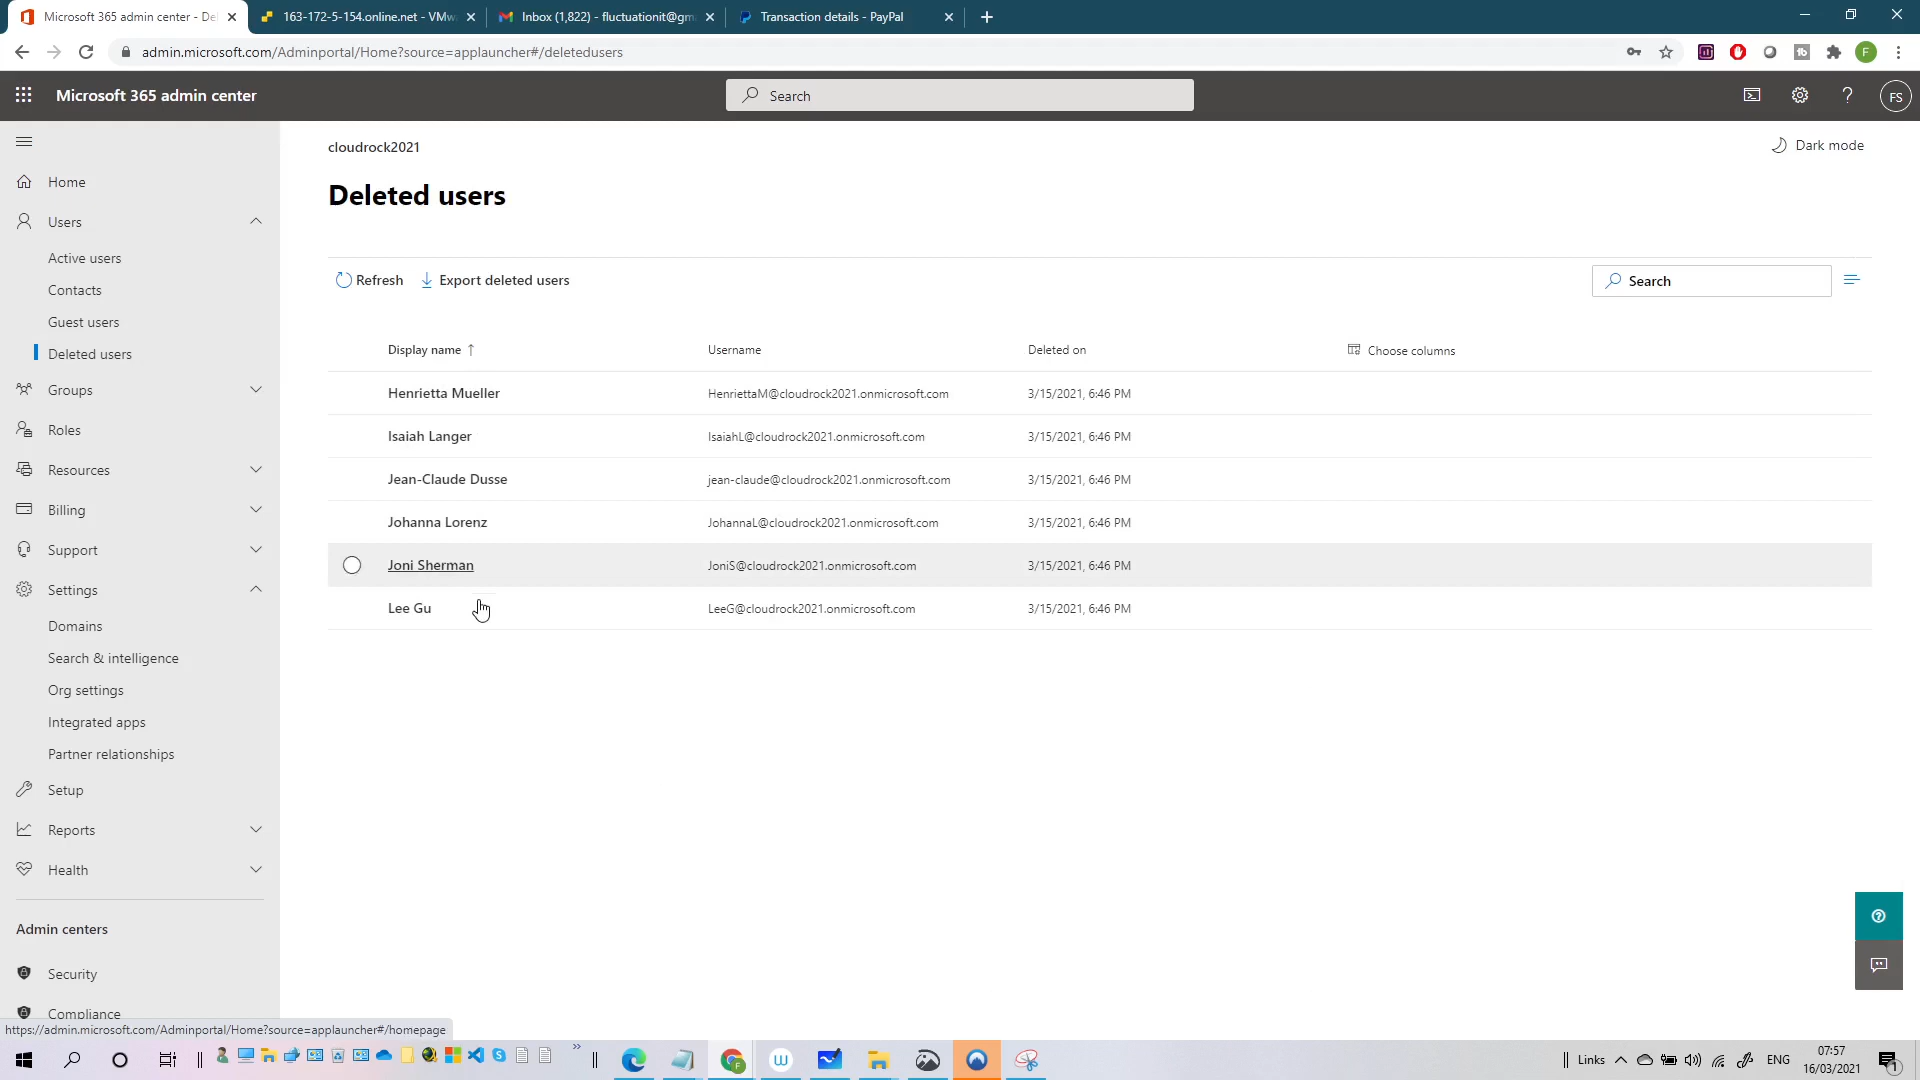 Microsoft 365 admin center - De
163-172-5-154.online.net - VMw
Inbox (1,822) - fluctuationit@gm
Transaction details - PayPal
admin.microsoft.com/Adminportal/Home?source=applauncher#/deletedusers
Microsoft 365 admin center
Search
FS
cloudrock2021
Dark mode
Deleted users
Home
Users
Active users
Contacts
Guest users
Deleted users
Groups
Roles
Resources
Billing
Support
Settings
Domains
Search & intelligence
Org settings
Integrated apps
Partner relationships
Setup
Reports
Health
Admin centers
Security
Compliance
Refresh
Export deleted users
Search
Display name ↑ Username Deleted on Choose columns
Henrietta Mueller HenriettaM@cloudrock2021.onmicrosoft.com 3/15/2021, 6:46 PM
Isaiah Langer IsaiahL@cloudrock2021.onmicrosoft.com 3/15/2021, 6:46 PM
Jean-Claude Dusse jean-claude@cloudrock2021.onmicrosoft.com 3/15/2021, 6:46 PM
Johanna Lorenz JohannaL@cloudrock2021.onmicrosoft.com 3/15/2021, 6:46 PM
Joni Sherman JoniS@cloudrock2021.onmicrosoft.com 3/15/2021, 6:46 PM
Lee Gu LeeG@cloudrock2021.onmicrosoft.com 3/15/2021, 6:46 PM
https://admin.microsoft.com/Adminportal/Home?source=applauncher#/homepage
Links
ENG
07:57
16/03/2021